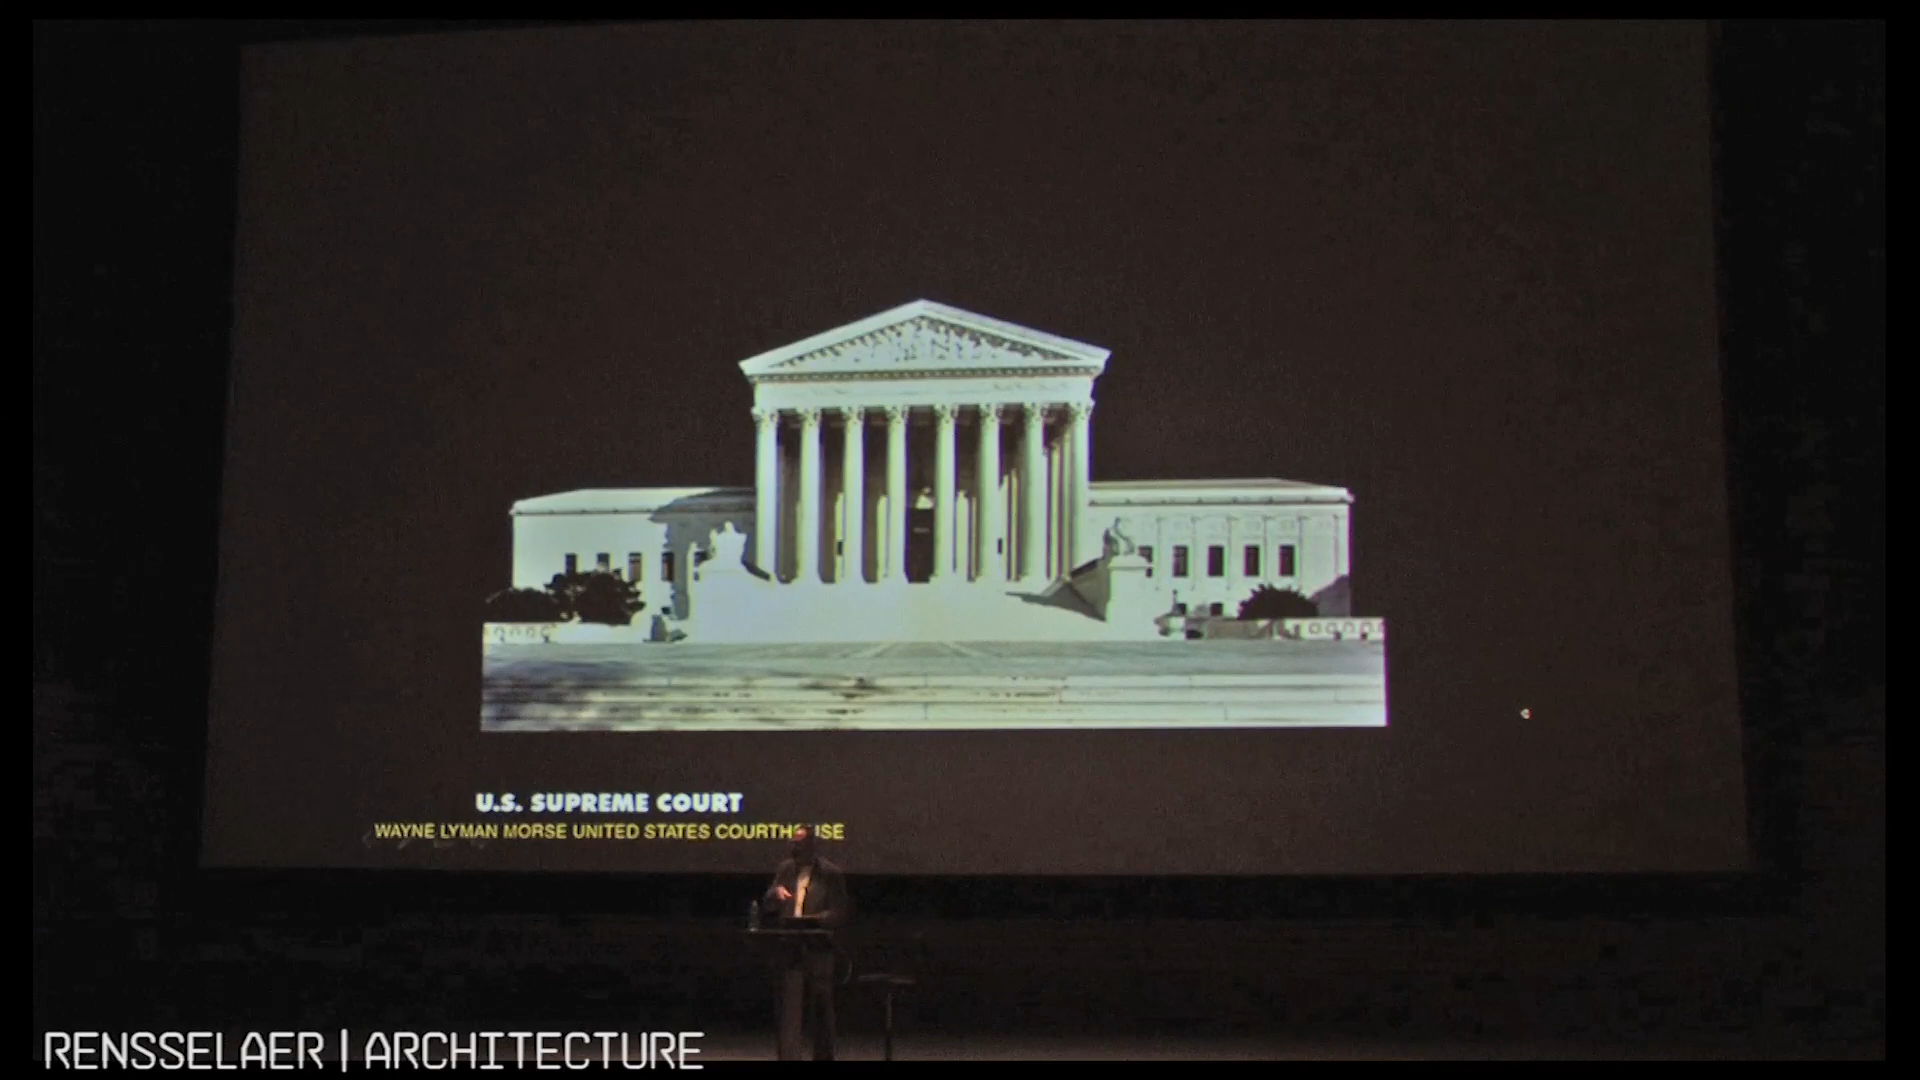 U.S. SUPREME COURT
WAYNE LYMAN MORSE UNITED STATES COURTHOUSE
RENSSELAER | ARCHITECTURE